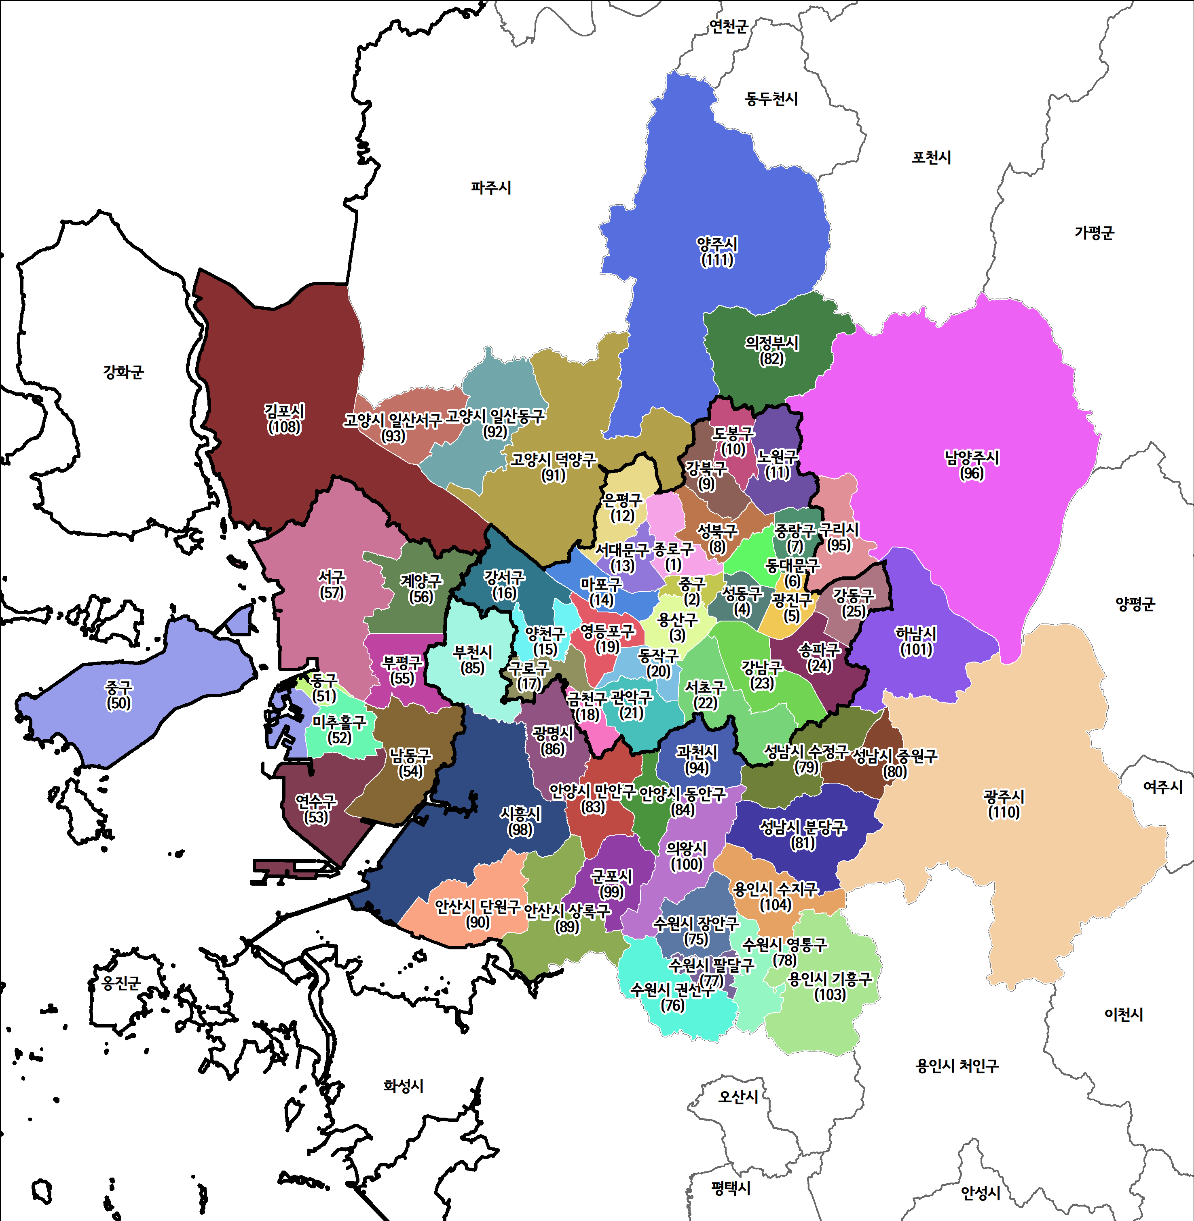 연천군
동두천시
포천시
파주시
가평군
양주시
(111)
의정부시
(82)
강화군
김포시
(108)
고양시 일산서구
(93)
고양시 일산동구
(92)
고양시 덕양구
(91)
도봉구
(10)
노원구
(11)
강북구
(9)
남양주시
(96)
은평구
(12)
성북구
(8)
중랑구
(7)
구리시
(95)
서대문구
(13)
종로구
(1)
동대문구
(6)
서구
(57)
계양구
(56)
강서구
(16)
마포구
(14)
중구
(2)
성동구
(4)
광진구
(5)
강동구
(25)
양평군
용산구
(3)
영등포구
(19)
양천구
(15)
하남시
(101)
부천시
(85)
부평구
(55)
구로구
(17)
동작구
(20)
강남구
(23)
송파구
(24)
중구
(50)
동구
(51)
서초구
(22)
관악구
(21)
금천구
(18)
미추홀구
(52)
광명시
(86)
남동구
(54)
과천시
(94)
성남시 수정구
(79)
성남시 중원구
(80)
연수구
(53)
안양시 만안구
(83)
안양시 동안구
(84)
광주시
(110)
여주시
시흥시
(98)
성남시 분당구
(81)
의왕시
(100)
군포시
(99)
용인시 수지구
(104)
안산시 단원구
(90)
안산시 상록구
(89)
수원시 장안구
(75)
수원시 영통구
(78)
수원시 팔달구
(77)
용인시 기흥구
(103)
수원시 권선구
(76)
옹진군
이천시
용인시 처인구
화성시
오산시
평택시
안성시